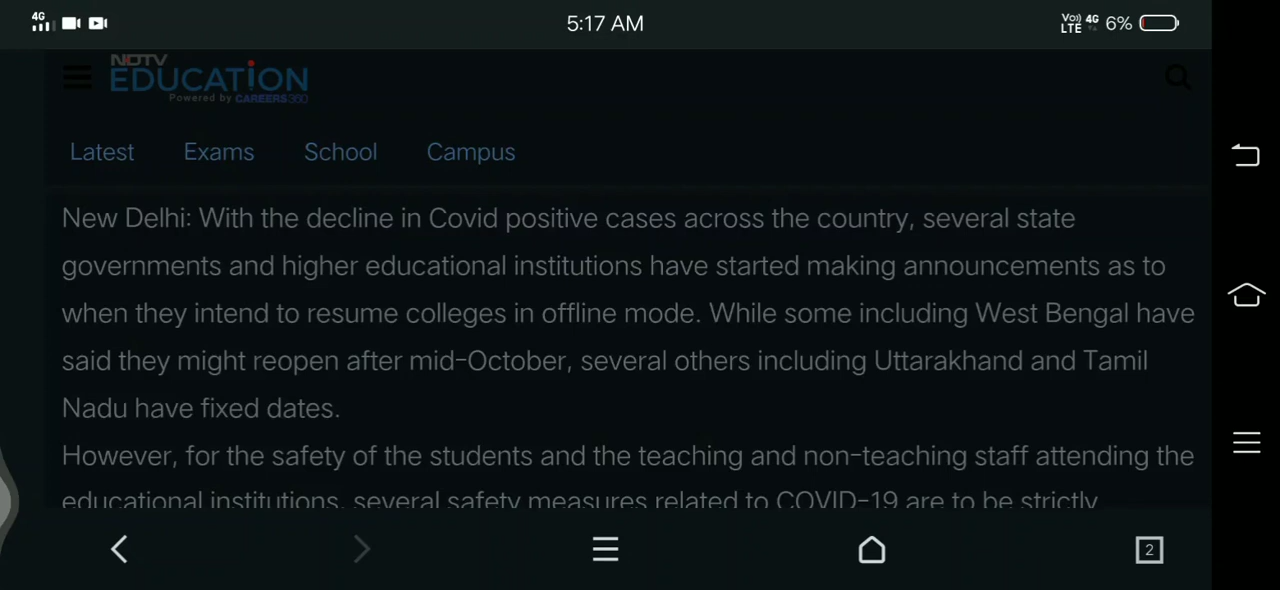 4G
5:17 AM
Vo)) LTE 4G 6%
NDTV
EDUCATION
Powered by CAREERS360
Latest Exams School Campus
New Delhi: With the decline in Covid positive cases across the country, several state
governments and higher educational institutions have started making announcements as to
when they intend to resume colleges in offline mode. While some including West Bengal have
said they might reopen after mid-October, several others including Uttarakhand and Tamil
Nadu have fixed dates.
However, for the safety of the students and the teaching and non-teaching staff attending the
educational institutions, several safety measures related to COVID-19 are to be strictly
2